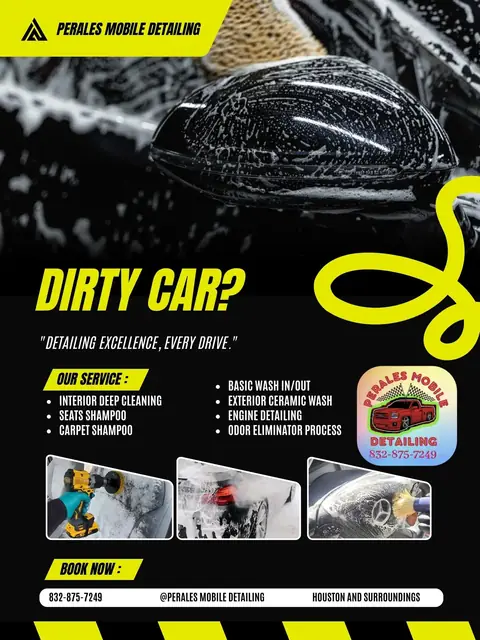 PERALES MOBILE DETAILING
DIRTY CAR?
"DETAILING EXCELLENCE, EVERY DRIVE."
OUR SERVICE :
• INTERIOR DEEP CLEANING
• SEATS SHAMPOO
• CARPET SHAMPOO
• BASIC WASH IN/OUT
• EXTERIOR CERAMIC WASH
• ENGINE DETAILING
• ODOR ELIMINATOR PROCESS
PERALES MOBILE
DETAILING
832-875-7249
BOOK NOW :
832-875-7249
@PERALES MOBILE DETAILING
HOUSTON AND SURROUNDINGS